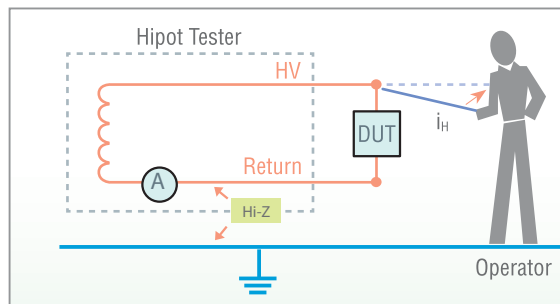 Hipot Tester
HV
DUT
iH
Return
A
Hi-Z
Operator